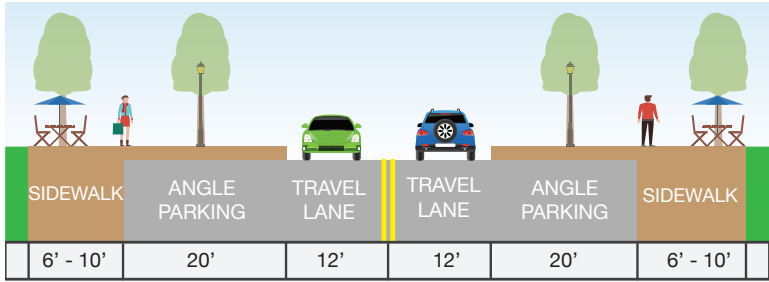 SIDEWALK
ANGLE
PARKING
TRAVEL
LANE
TRAVEL
LANE
ANGLE
PARKING
SIDEWALK
6’ - 10’
20’
12’
12’
20’
6’ - 10’